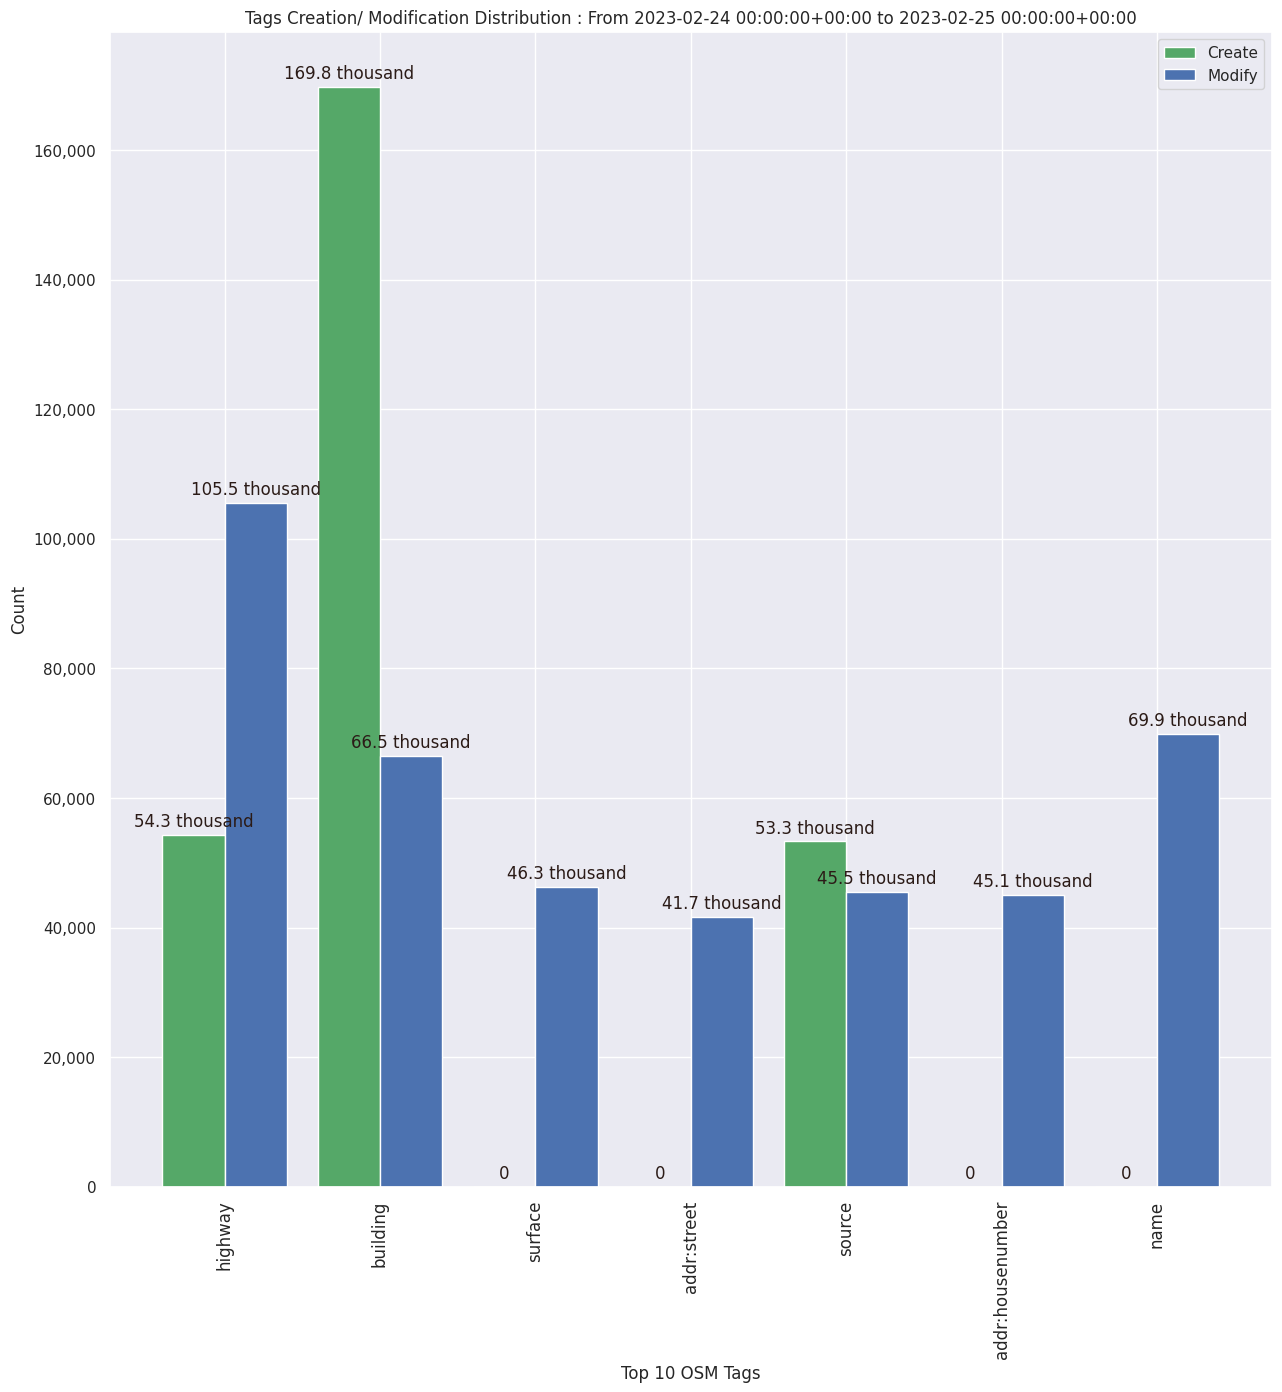 Tags Creation/ Modification Distribution : From 2023-02-24 00:00:00+00:00 to 2023-02-25 00:00:00+00:00
Create
Modify
169.8 thousand
105.5 thousand
69.9 thousand
66.5 thousand
54.3 thousand
53.3 thousand
46.3 thousand
45.5 thousand
45.1 thousand
41.7 thousand
0
0
0
0
160,000
140,000
120,000
100,000
80,000
60,000
40,000
20,000
0
Count
highway
building
surface
addr:street
source
addr:housenumber
name
Top 10 OSM Tags